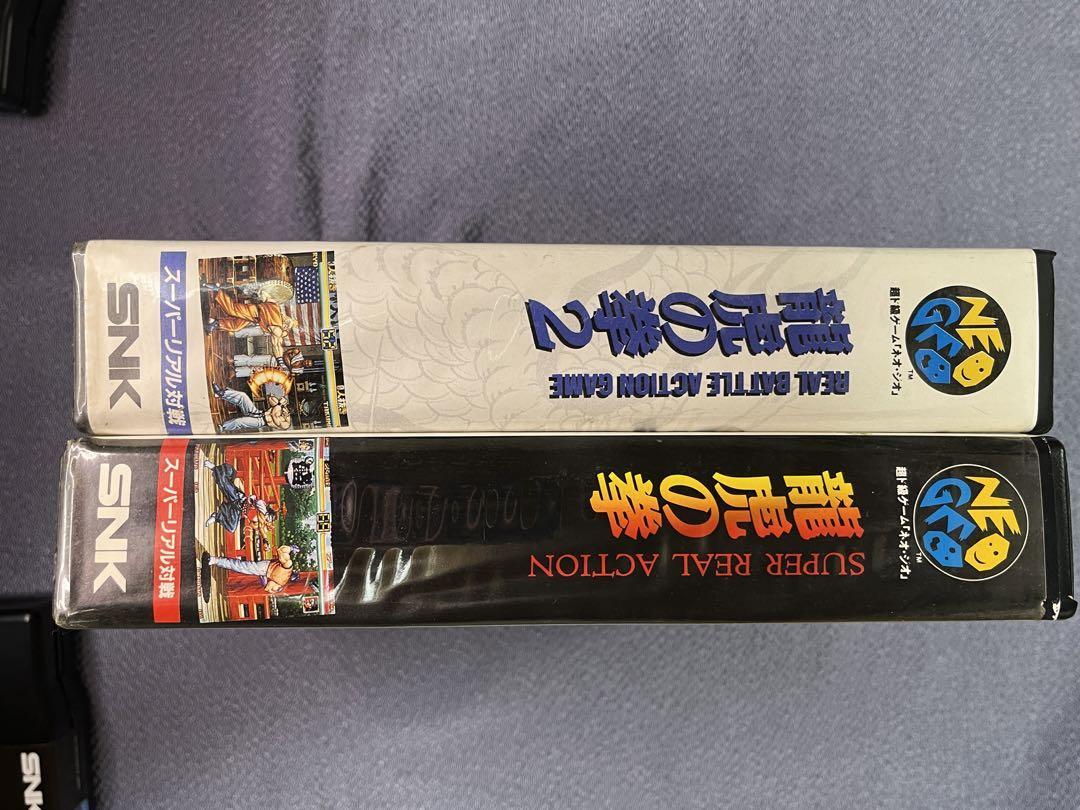 NEO
GEO
TM
超ド級ゲーム「ネオ・ジオ」
龍虎の拳2
REAL BATTLE ACTION GAME
スーパーリアル対戦
SNK
NEO
GEO
TM
超ド級ゲーム「ネオ・ジオ」
龍虎の拳
SUPER REAL ACTION
スーパーリアル対戦
SNK
SNK